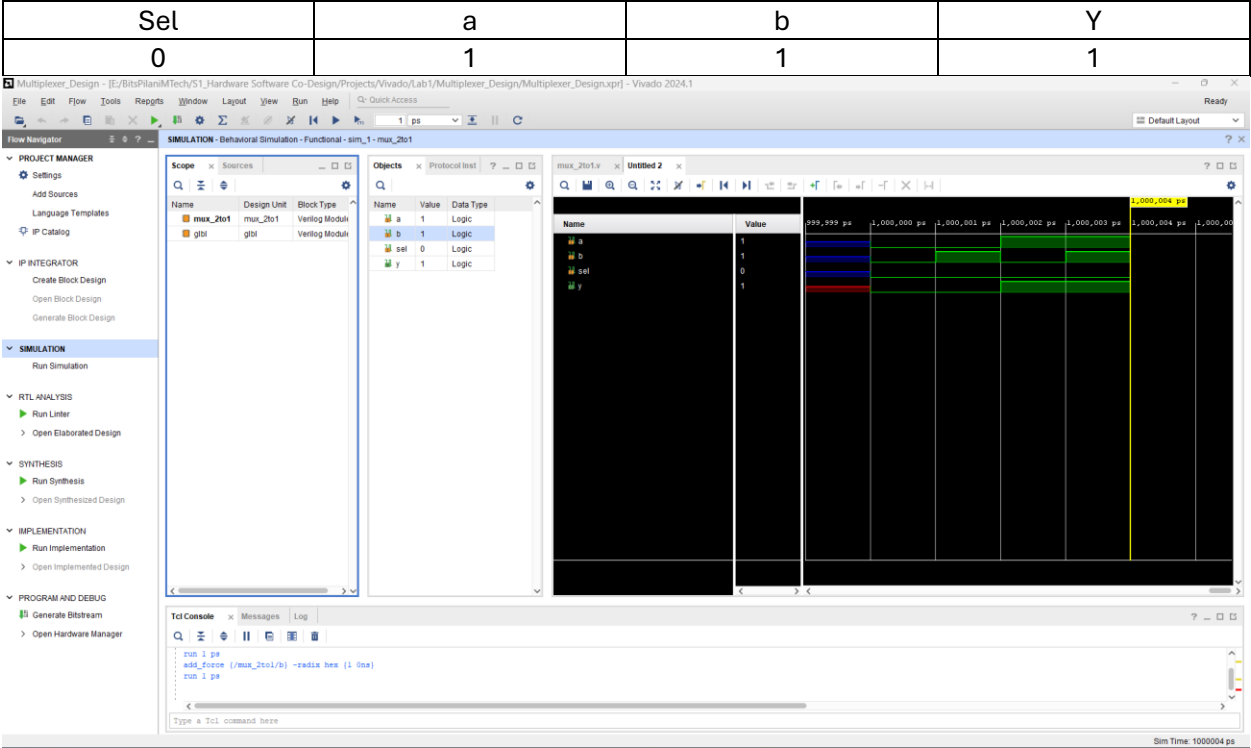 Sel a b Y
0 1 1 1
Multiplexer_Design - [E:/BitsPilaniMTech/S1_Hardware Software Co-Design/Projects/Vivado/Lab1/Multiplexer_Design/Multiplexer_Design.xpr] - Vivado 2024.1
File Edit Flow Tools Reports Window Layout View Run Help Quick Access Ready
1 ps Default Layout
Flow Navigator SIMULATION - Behavioral Simulation - Functional - sim_1 - mux_2to1
PROJECT MANAGER
Settings
Add Sources
Language Templates
IP Catalog
IP INTEGRATOR
Create Block Design
Open Block Design
Generate Block Design
SIMULATION
Run Simulation
RTL ANALYSIS
Run Linter
Open Elaborated Design
SYNTHESIS
Run Synthesis
Open Synthesized Design
IMPLEMENTATION
Run Implementation
Open Implemented Design
PROGRAM AND DEBUG
Generate Bitstream
Open Hardware Manager
Scope Sources
Name Design Unit Block Type
mux_2to1 mux_2to1 Verilog Module
glbl glbl Verilog Module
Objects Protocol Inst
Name Value Data Type
a 1 Logic
b 1 Logic
sel 0 Logic
y 1 Logic
mux_2to1.v Untitled 2
1,000,004 ps
Name Value 999,999 ps 1,000,000 ps 1,000,001 ps 1,000,002 ps 1,000,003 ps 1,000,004 ps 1,000,00
a 1
b 1
sel 0
y 1
Tcl Console Messages Log
run 1 ps
add_force {/mux_2to1/b} -radix hex {1 0ns}
run 1 ps
Type a Tcl command here
Sim Time: 1000004 ps